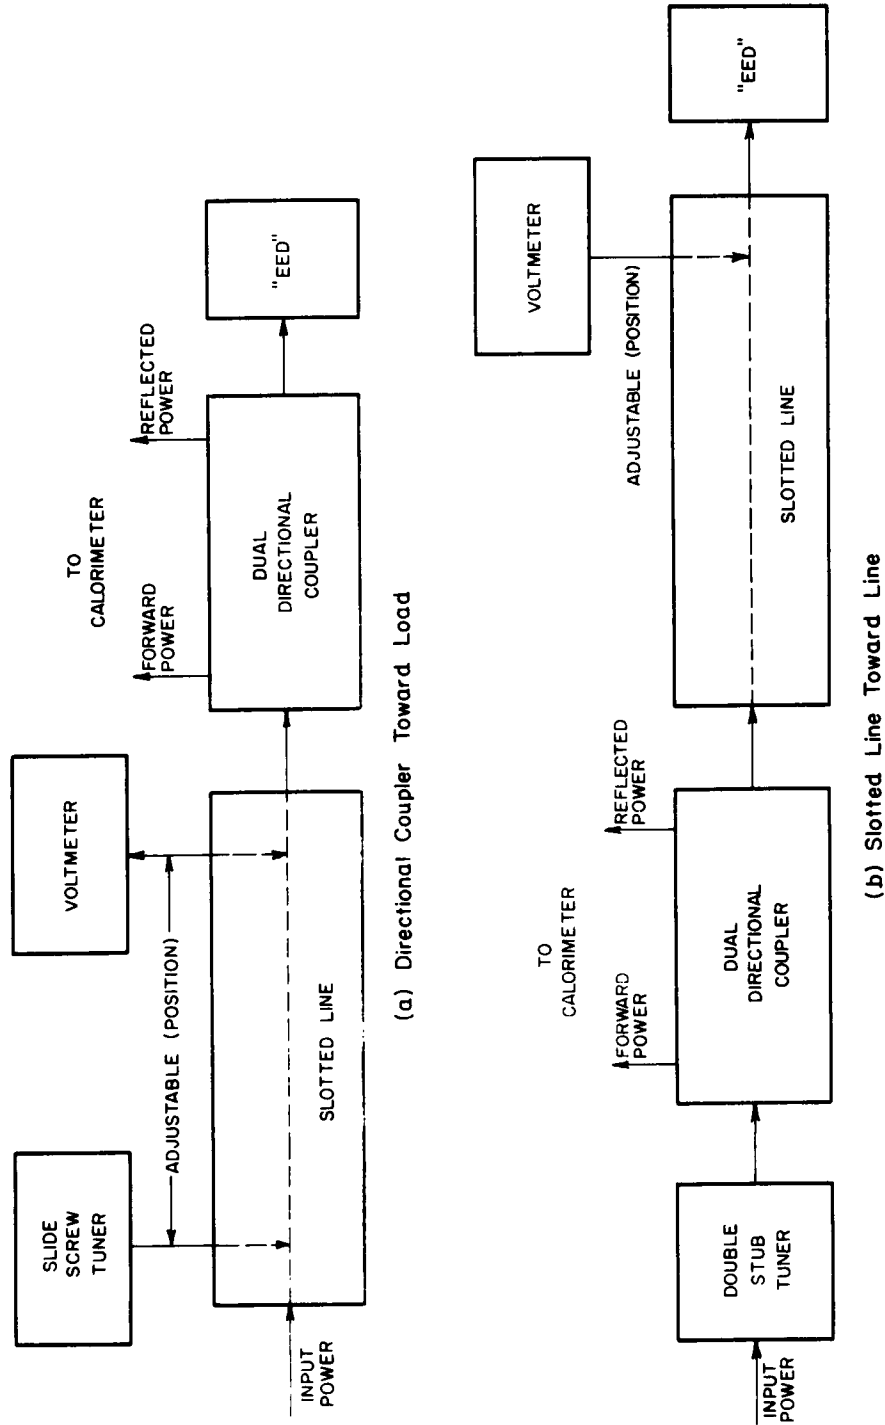 SLIDE
SCREW
TUNER
VOLTMETER
ADJUSTABLE (POSITION)
TO
CALORIMETER
FORWARD
POWER
REFLECTED
POWER
INPUT
POWER
SLOTTED LINE
DUAL
DIRECTIONAL
COUPLER
"EED"
(a) Directional Coupler Toward Load
VOLTMETER
ADJUSTABLE (POSITION)
TO
CALORIMETER
FORWARD
POWER
REFLECTED
POWER
INPUT
POWER
DOUBLE
STUB
TUNER
DUAL
DIRECTIONAL
COUPLER
SLOTTED LINE
"EED"
(b) Slotted Line Toward Line